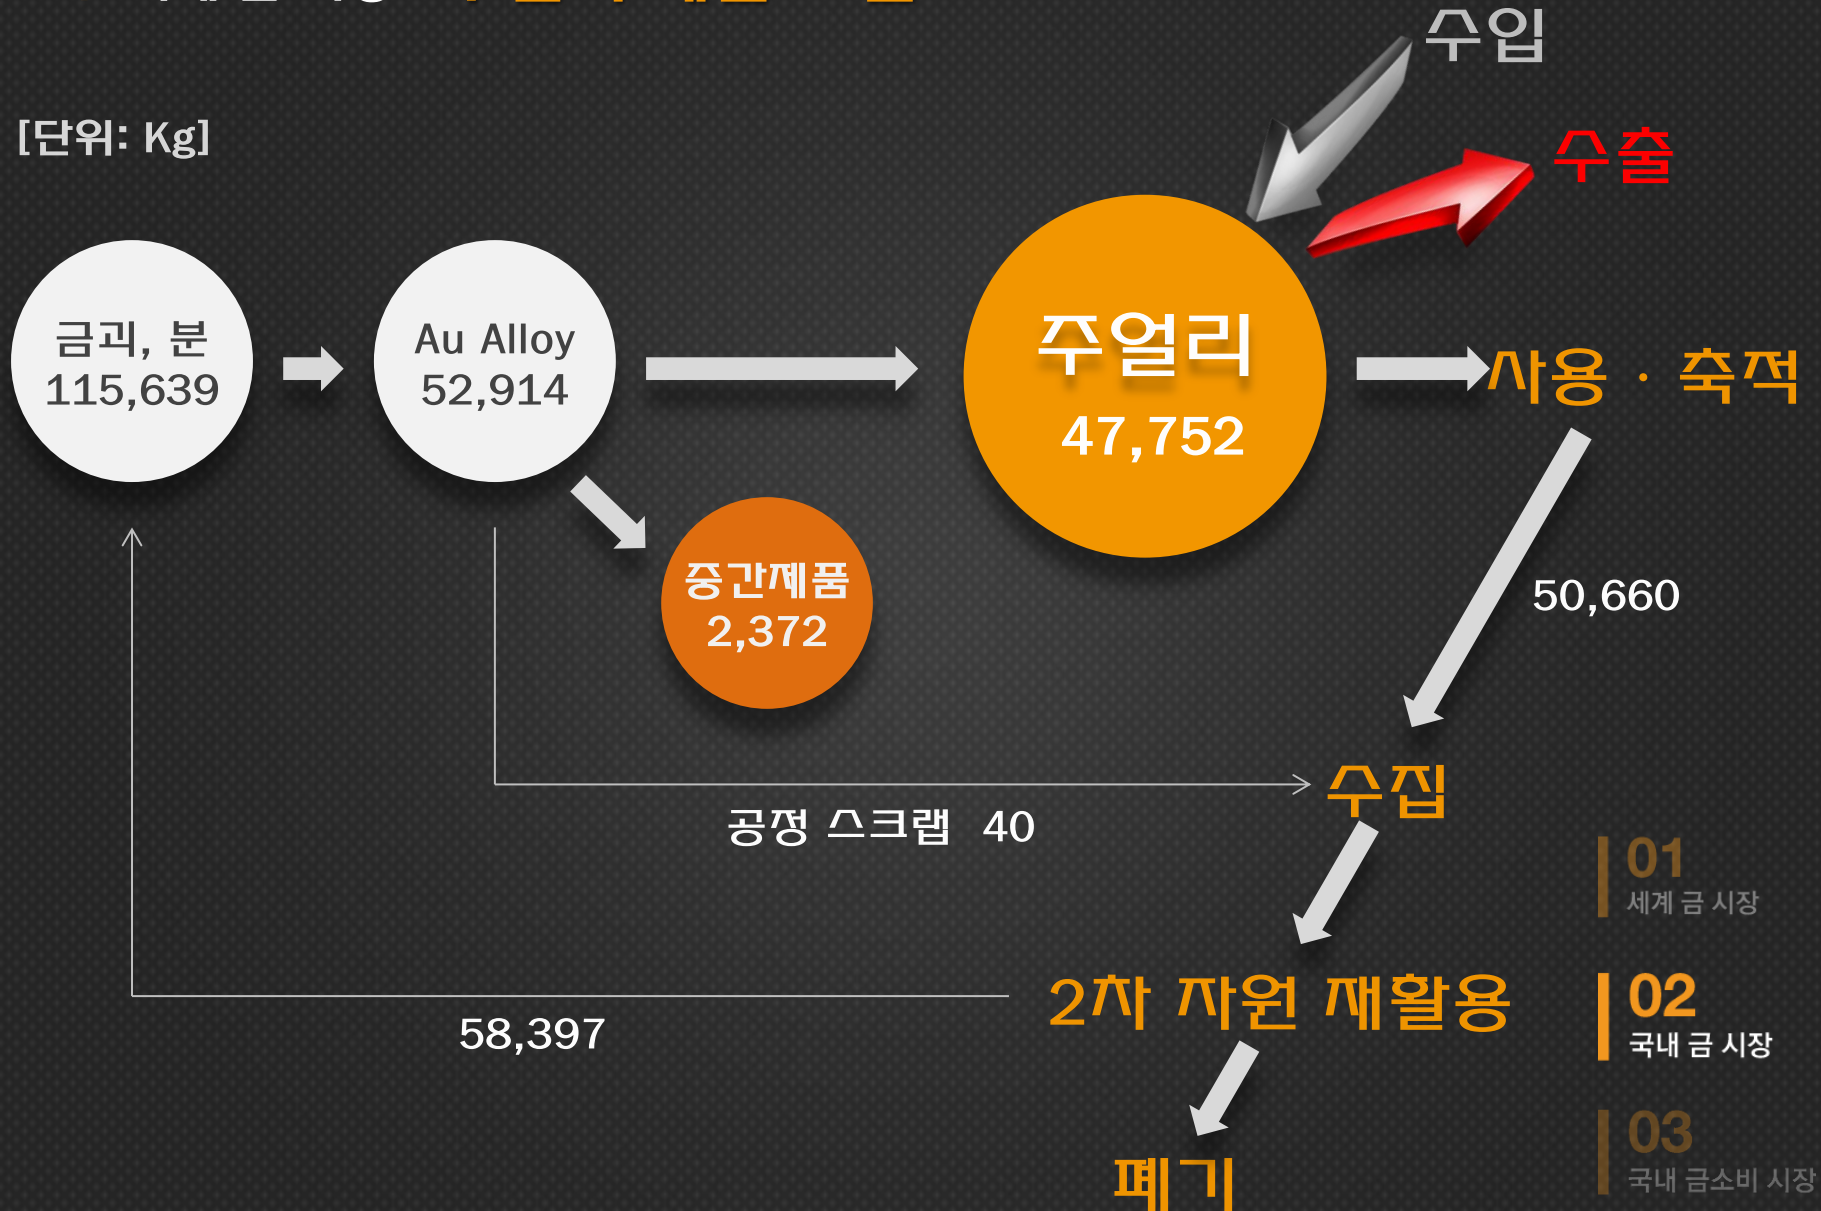 수입
[단위: Kg]
수출
금괴, 분
115,639
Au Alloy
52,914
주얼리
47,752
사용 · 축적
중간제품
2,372
50,660
수집
공정 스크랩 40
01
세계 금 시장
2차 자원 재활용
02
국내 금 시장
58,397
03
국내 금소비 시장
폐기